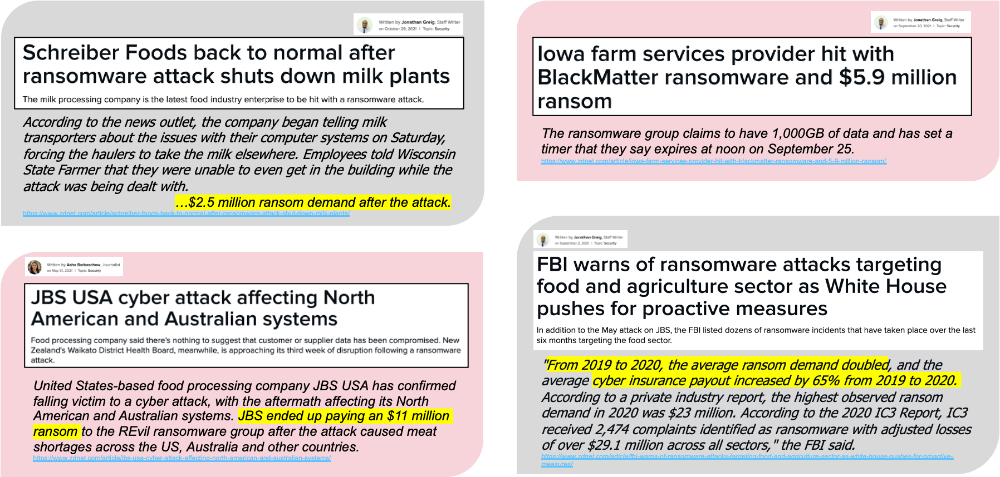 Written by Jonathan Greig, Staff Writer
on October 29, 2021 | Topic: Security
Schreiber Foods back to normal after
ransomware attack shuts down milk plants
The milk processing company is the latest food industry enterprise to be hit with a ransomware attack.
According to the news outlet, the company began telling milk
transporters about the issues with their computer systems on Saturday,
forcing the haulers to take the milk elsewhere. Employees told Wisconsin
State Farmer that they were unable to even get in the building while the
attack was being dealt with.
…$2.5 million ransom demand after the attack.
https://www.zdnet.com/article/schreiber-foods-back-to-normal-after-ransomware-attack-shut-down-milk-plants/
Written by Jonathan Greig, Staff Writer
on September 20, 2021 | Topic: Security
Iowa farm services provider hit with
BlackMatter ransomware and $5.9 million
ransom
The ransomware group claims to have 1,000GB of data and has set a
timer that they say expires at noon on September 25.
https://www.zdnet.com/article/iowa-farm-services-provider-hit-with-blackmatter-ransomware-and-5-9-million-ransom/
Written by Asha Barbaschow, Journalist
on May 31, 2021 | Topic: Security
JBS USA cyber attack affecting North
American and Australian systems
Food processing company said there's nothing to suggest that customer or supplier data has been compromised. New
Zealand's Waikato District Health Board, meanwhile, is approaching its third week of disruption following a ransomware
attack.
United States-based food processing company JBS USA has confirmed
falling victim to a cyber attack, with the aftermath affecting its North
American and Australian systems. JBS ended up paying an $11 million
ransom to the REvil ransomware group after the attack caused meat
shortages across the US, Australia and other countries.
https://www.zdnet.com/article/jbs-usa-cyber-attack-affecting-north-american-and-australian-systems/
Written by Jonathan Greig, Staff Writer
on September 2, 2021 | Topic: Security
FBI warns of ransomware attacks targeting
food and agriculture sector as White House
pushes for proactive measures
In addition to the May attack on JBS, the FBI listed dozens of ransomware incidents that have taken place over the last
six months targeting the food sector.
"From 2019 to 2020, the average ransom demand doubled, and the
average cyber insurance payout increased by 65% from 2019 to 2020.
According to a private industry report, the highest observed ransom
demand in 2020 was $23 million. According to the 2020 IC3 Report, IC3
received 2,474 complaints identified as ransomware with adjusted losses
of over $29.1 million across all sectors," the FBI said.
https://www.zdnet.com/article/fbi-warns-of-ransomware-attacks-targeting-food-and-agriculture-sector-as-white-house-pushes-for-proactive-
measures/